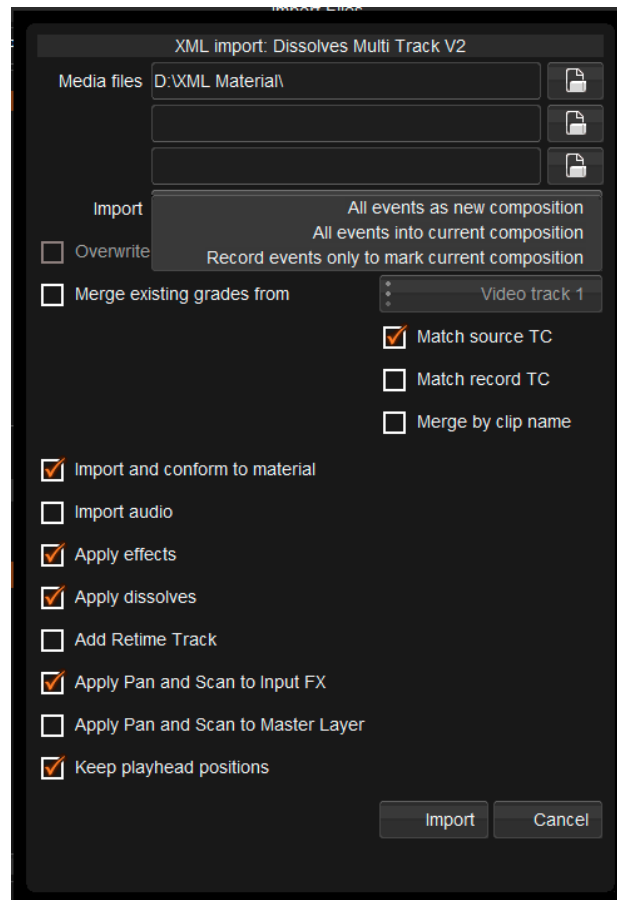 Import Files
XML import: Dissolves Multi Track V2
Media files D:\XML Material\
Import
All events as new composition
All events into current composition
Overwrite
Record events only to mark current composition
Merge existing grades from Video track 1
Match source TC
Match record TC
Merge by clip name
Import and conform to material
Import audio
Apply effects
Apply dissolves
Add Retime Track
Apply Pan and Scan to Input FX
Apply Pan and Scan to Master Layer
Keep playhead positions
Import Cancel